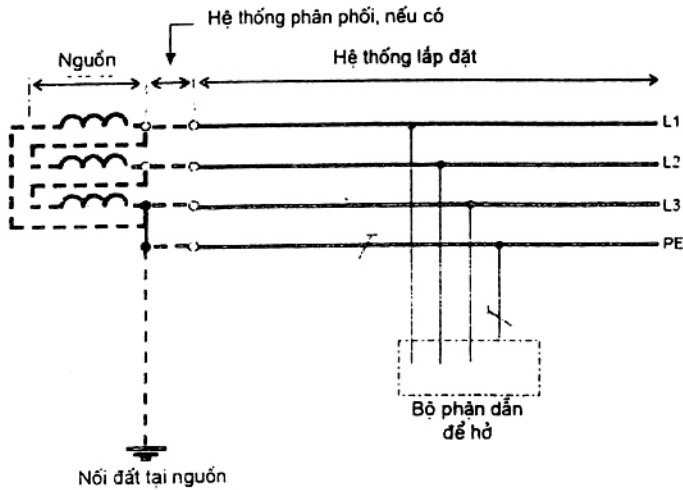 Hệ thống phân phối, nếu có
Nguồn
Hệ thống lắp đặt
L1
L2
L3
PE
Bộ phận dẫn
để hở
Nối đất tại nguồn